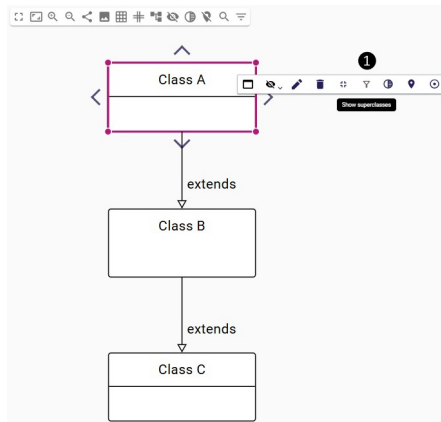 1
Class A
Show superclasses
extends
Class B
extends
Class C